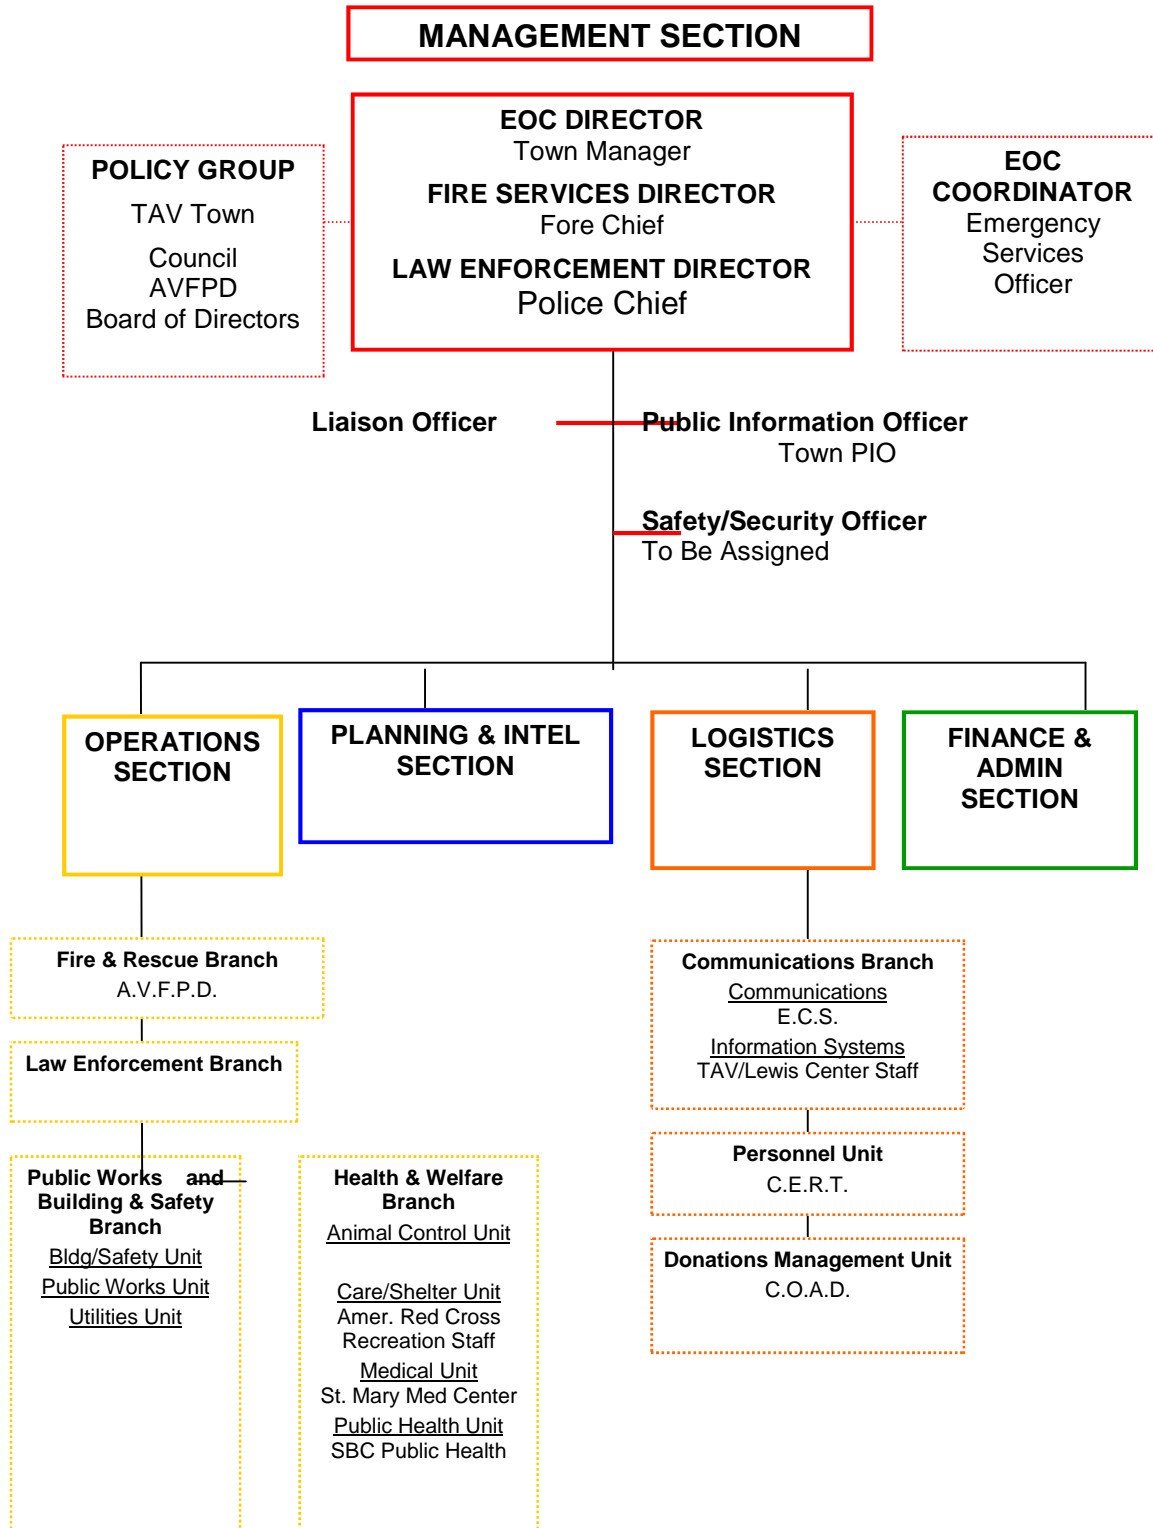 MANAGEMENT SECTION
POLICY GROUP
TAV Town
Council
AVFPD
Board of Directors
EOC DIRECTOR
Town Manager
FIRE SERVICES DIRECTOR
Fore Chief
LAW ENFORCEMENT DIRECTOR
Police Chief
EOC
COORDINATOR
Emergency
Services
Officer
Liaison Officer
Public Information Officer
Town PIO
Safety/Security Officer
To Be Assigned
OPERATIONS
SECTION
PLANNING & INTEL
SECTION
LOGISTICS
SECTION
FINANCE &
ADMIN
SECTION
Fire & Rescue Branch
A.V.F.P.D.
Law Enforcement Branch
Public Works and
Building & Safety
Branch
Bldg/Safety Unit
Public Works Unit
Utilities Unit
Health & Welfare
Branch
Animal Control Unit
Care/Shelter Unit
Amer. Red Cross
Recreation Staff
Medical Unit
St. Mary Med Center
Public Health Unit
SBC Public Health
Communications Branch
Communications
E.C.S.
Information Systems
TAV/Lewis Center Staff
Personnel Unit
C.E.R.T.
Donations Management Unit
C.O.A.D.